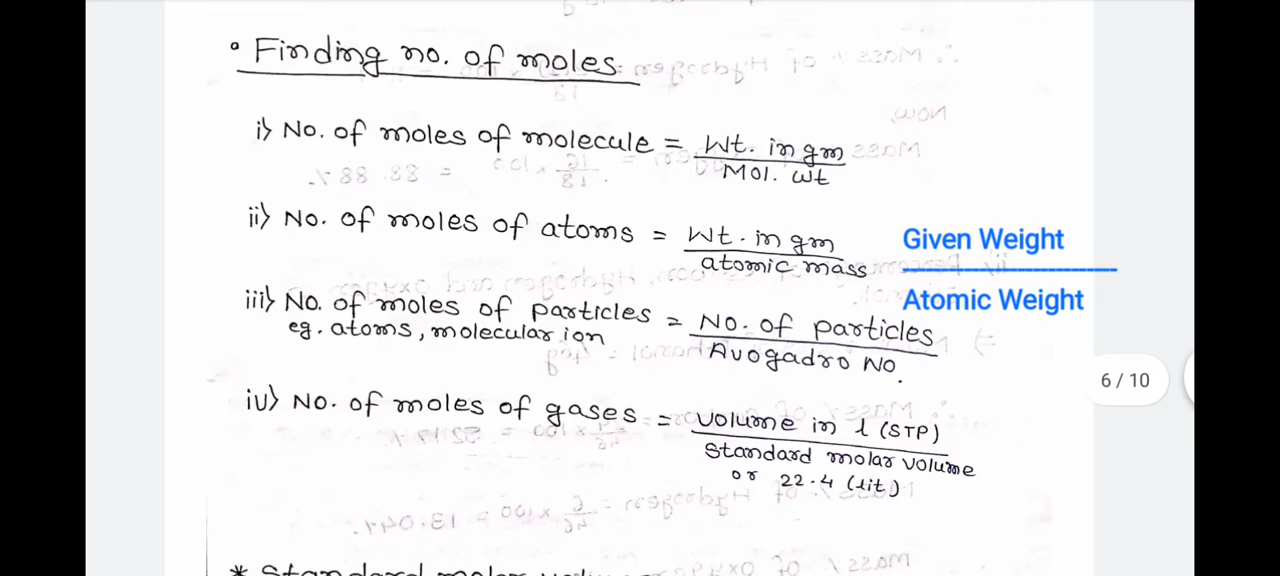 • Finding no. of moles.
i> No. of moles of molecule = Wt. in gm / Mol. wt
ii> No. of moles of atoms = Wt. in gm / atomic mass
Given Weight
Atomic Weight
iii> No. of moles of particles = No. of particles / Avogadro No.
eg. atoms, molecular ion
iv> No. of moles of gases = volume in l (STP) / Standard molar volume
or 22.4 (lit)
6 / 10